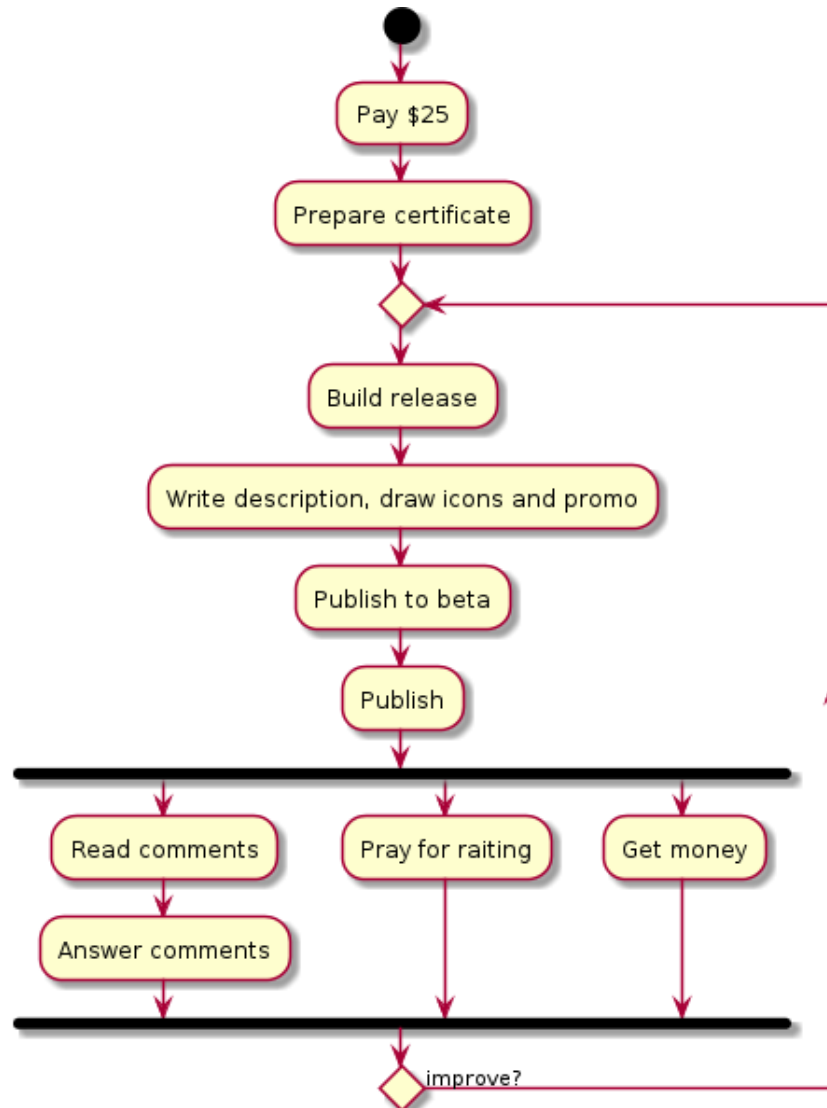 Pay $25
Prepare certificate
Build release
Write description, draw icons and promo
Publish to beta
Publish
Read comments
Pray for raiting
Get money
Answer comments
improve?